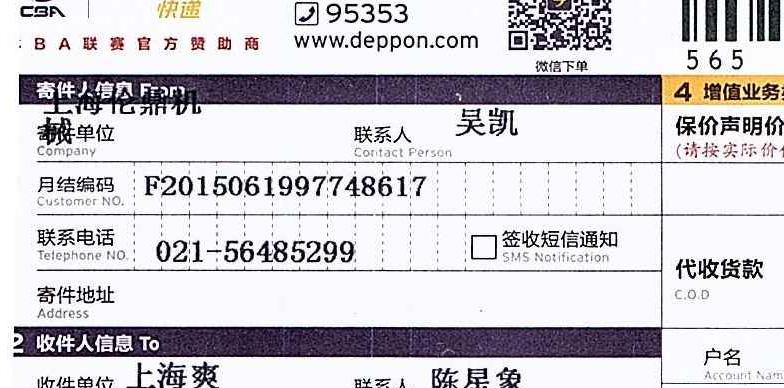 CBA 快递
95353
CBA联赛官方赞助商
www.deppon.com
微信下单
565
寄件人信息 From
4 增值业务
上海伦鼎机械
寄件单位
Company
联系人 吴凯
Contact Person
保价声明价
(请按实际价
月结编码 F2015061997748617
Customer NO.
联系电话 021-56485299
Telephone NO.
签收短信通知
SMS Notification
代收货款
C.O.D
寄件地址
Address
2 收件人信息 To
户名
Account Nam
收件单位 上海爽
联系人 陈星象